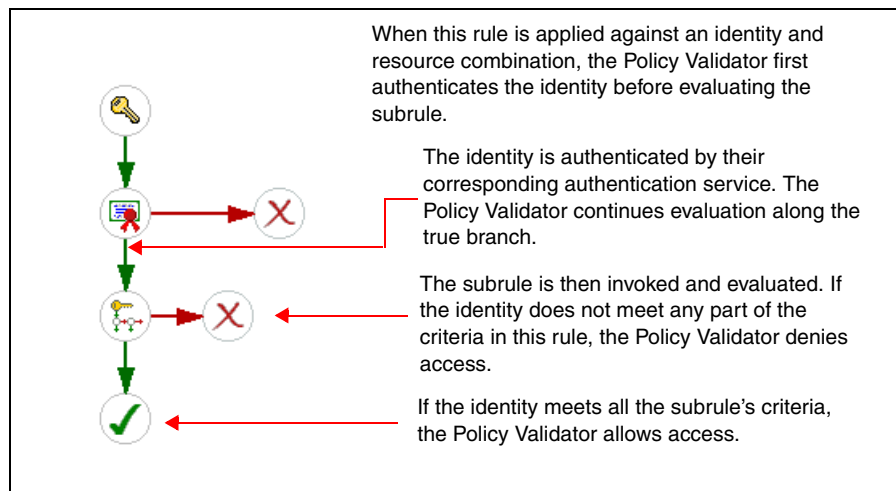 When this rule is applied against an identity and
resource combination, the Policy Validator first
authenticates the identity before evaluating the
subrule.
The identity is authenticated by their
corresponding authentication service. The
Policy Validator continues evaluation along the
true branch.
The subrule is then invoked and evaluated. If
the identity does not meet any part of the
criteria in this rule, the Policy Validator denies
access.
If the identity meets all the subrule's criteria,
the Policy Validator allows access.